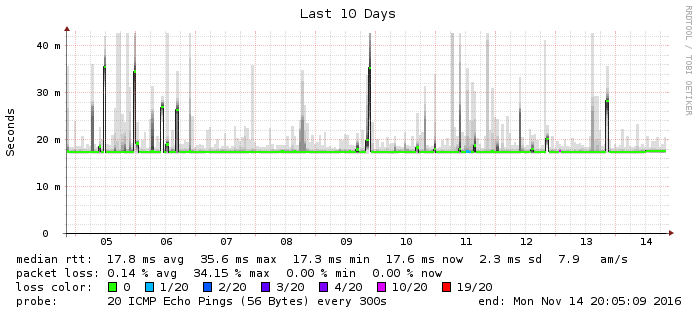 Last 10 Days
RRDTOOL / TOBI OETIKER
Seconds
40 m
30 m
20 m
10 m
0
05 06 07 08 09 10 11 12 13 14
median rtt: 17.8 ms avg 35.6 ms max 17.3 ms min 17.6 ms now 2.3 ms sd 7.9 am/s
packet loss: 0.14 % avg 34.15 % max 0.00 % min 0.00 % now
loss color: 0 1/20 2/20 3/20 4/20 10/20 19/20
probe: 20 ICMP Echo Pings (56 Bytes) every 300s end: Mon Nov 14 20:05:09 2016